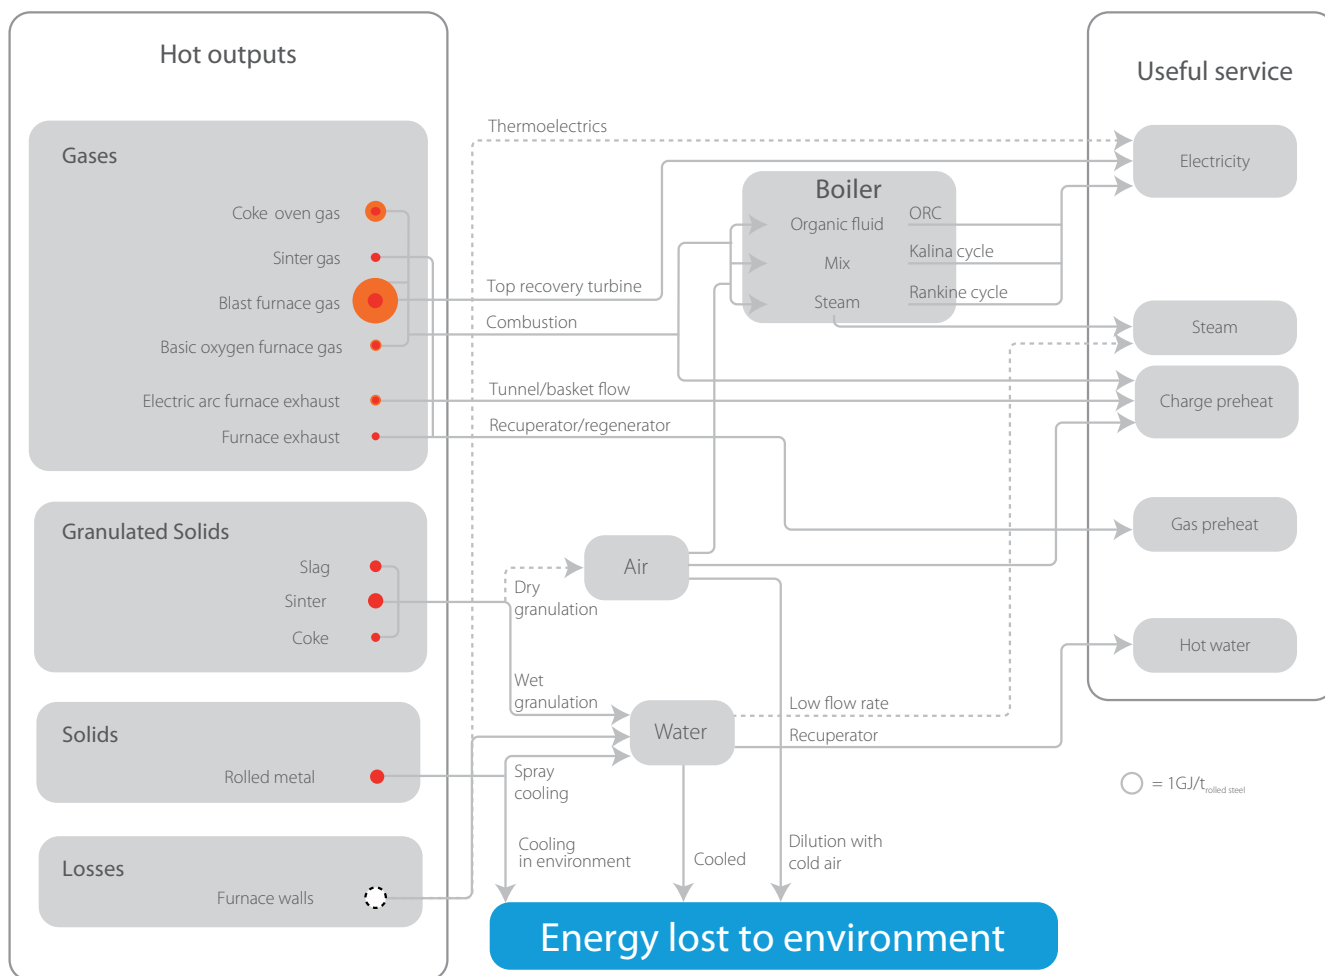 Hot outputs
Useful service
Gases
Coke oven gas
Sinter gas
Blast furnace gas
Basic oxygen furnace gas
Electric arc furnace exhaust
Furnace exhaust
Granulated Solids
Slag
Sinter
Coke
Solids
Rolled metal
Losses
Furnace walls
Thermoelectrics
Top recovery turbine
Combustion
Tunnel/basket flow
Recuperator/regenerator
Boiler
Organic fluid
ORC
Mix
Kalina cycle
Steam
Rankine cycle
Air
Dry
granulation
Wet
granulation
Water
Low flow rate
Recuperator
Spray
cooling
Cooling
in environment
Cooled
Dilution with
cold air
Energy lost to environment
Electricity
Steam
Charge preheat
Gas preheat
Hot water
= 1GJ/trolled steel